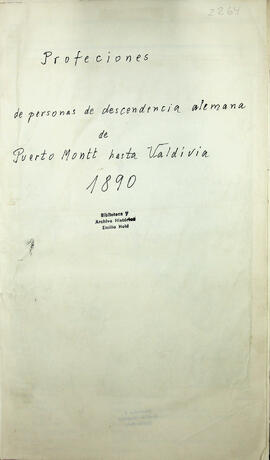 2264
Profeciones
de personas de descendencia alemana
de
Puerto Montt hasta Valdivia
1890
Biblioteca y
Archivo Histórico
Emilio Held